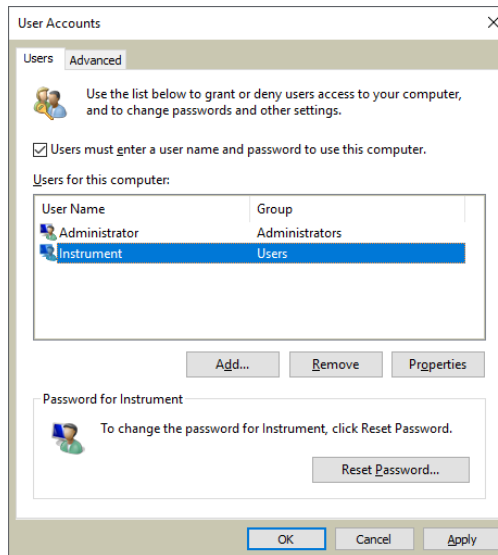 User Accounts
Users
Advanced
Use the list below to grant or deny users access to your computer,
and to change passwords and other settings.
Users must enter a user name and password to use this computer.
Users for this computer:
User Name Group
Administrator Administrators
Instrument Users
Add... Remove Properties
Password for Instrument
To change the password for Instrument, click Reset Password.
Reset Password...
OK Cancel Apply